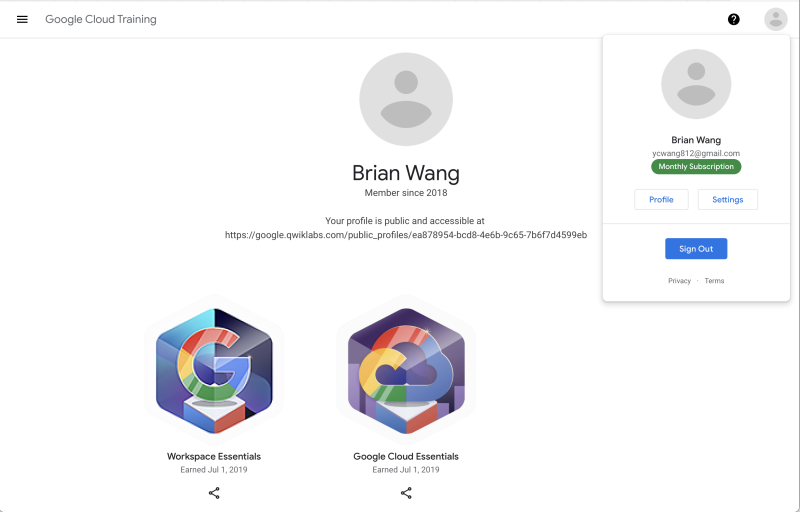 Google Cloud Training
Brian Wang
Member since 2018
Your profile is public and accessible at
https://google.qwiklabs.com/public_profiles/ea878954-bcd8-4e6b-9c65-7b6f7d4599eb
Workspace Essentials
Earned Jul 1, 2019
Google Cloud Essentials
Earned Jul 1, 2019
Brian Wang
ycwang812@gmail.com
Monthly Subscription
Profile
Settings
Sign Out
Privacy · Terms